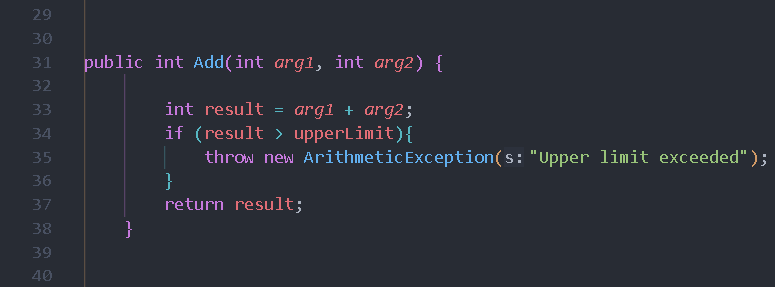 29
30
31 public int Add(int arg1, int arg2) {
32
33 int result = arg1 + arg2;
34 if (result > upperLimit){
35 throw new ArithmeticException(s: "Upper limit exceeded");
36 }
37 return result;
38 }
39
40